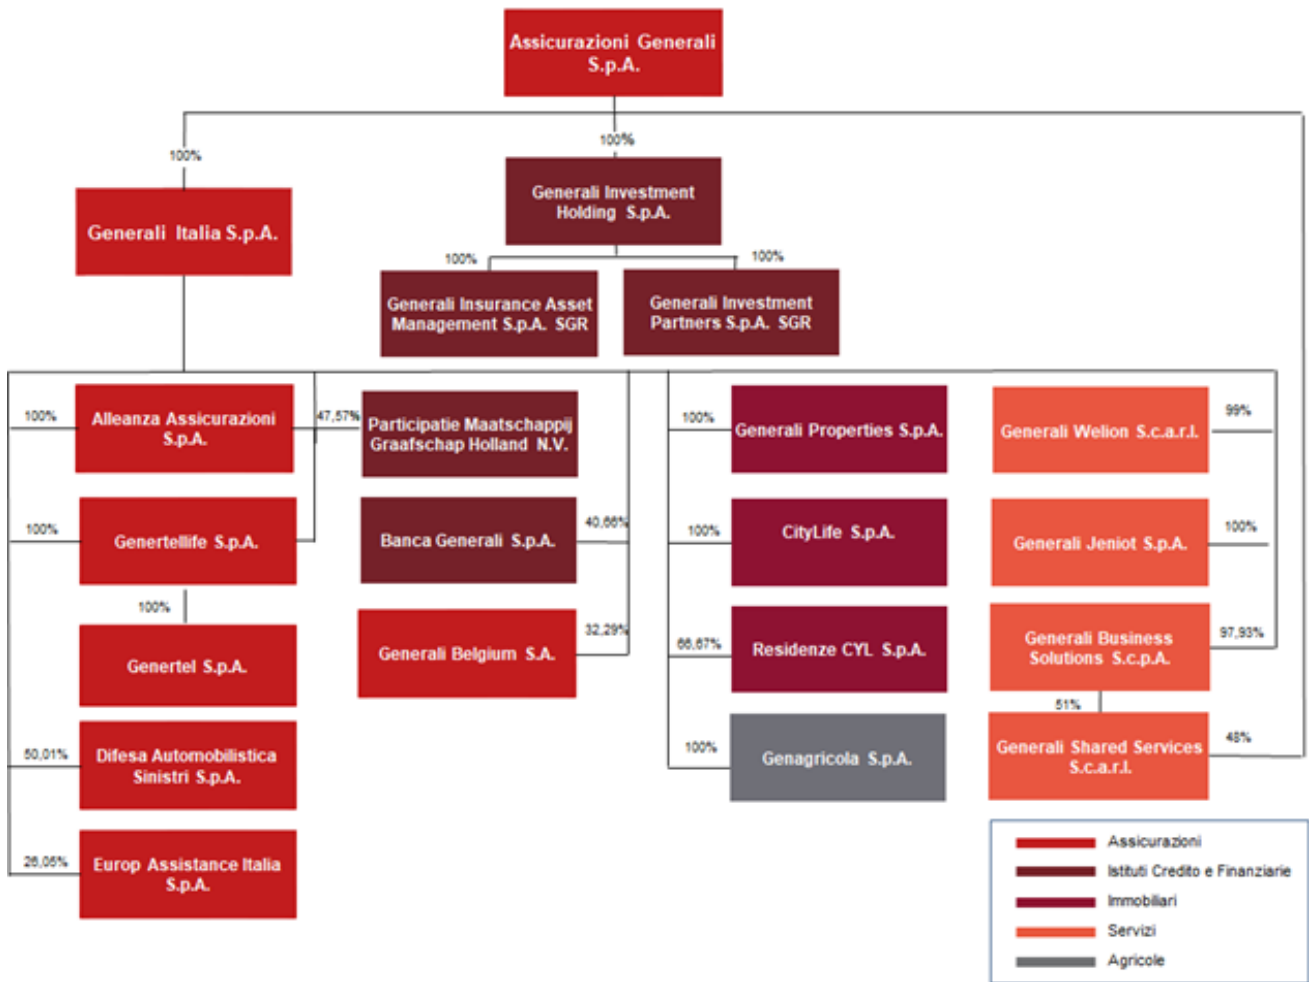 Assicurazioni Generali
S.p.A.
100%
100%
Generali Investment
Holding S.p.A.
Generali Italia S.p.A.
100%
100%
Generali Insurance Asset
Management S.p.A. SGR
Generali Investment
Partners S.p.A. SGR
100%
Alleanza Assicurazioni
S.p.A.
47,57%
Participatie Maatschappij
Graafschap Holland N.V.
100%
Generali Properties S.p.A.
Generali Welion S.c.a.r.l.
99%
100%
Genertellife S.p.A.
Banca Generali S.p.A.
40,66%
100%
CityLife S.p.A.
Generali Jeniot S.p.A.
100%
100%
Genertel S.p.A.
Generali Belgium S.A.
32,29%
66,67%
Residenze CYL S.p.A.
Generali Business
Solutions S.c.p.A.
97,93%
51%
50,01%
Difesa Automobilistica
Sinistri S.p.A.
100%
Genagricola S.p.A.
Generali Shared Services
S.c.a.r.l.
48%
26,05%
Europ Assistance Italia
S.p.A.
Assicurazioni
Istituti Credito e Finanziarie
Immobiliari
Servizi
Agricole